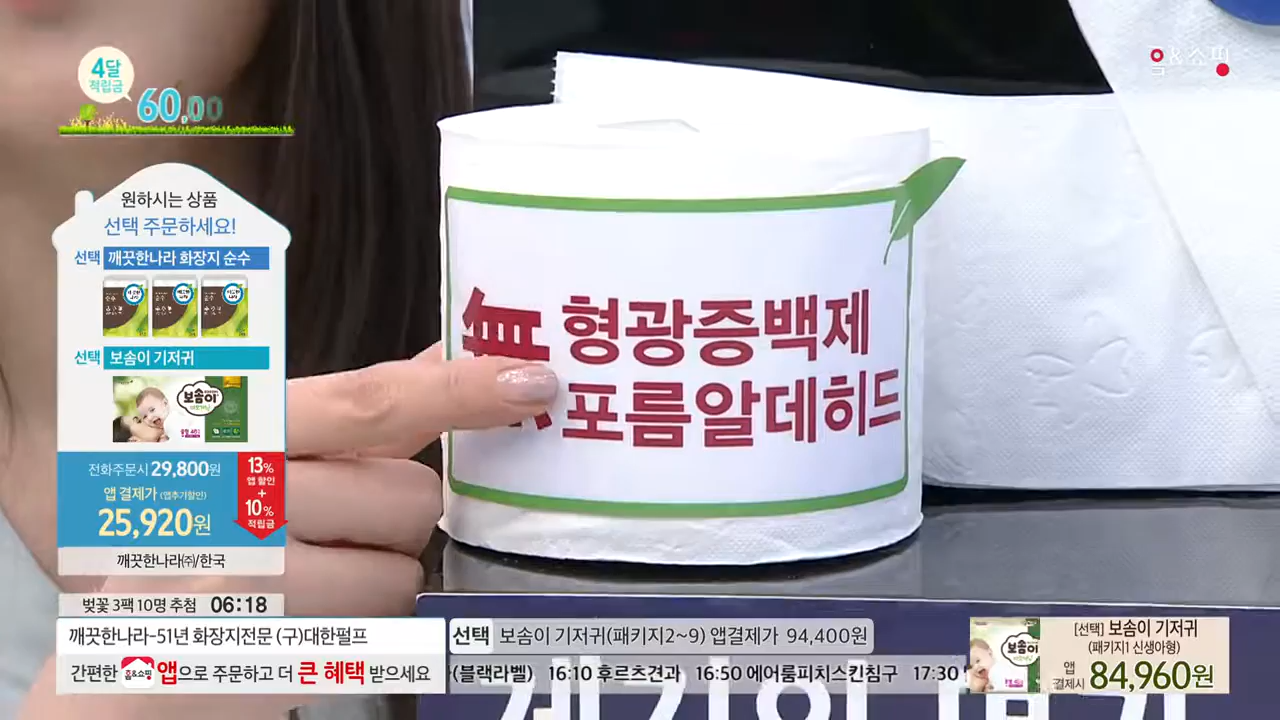 4달
적립금
60,00
홈&쇼핑
원하시는 상품
선택 주문하세요!
선택 깨끗한나라 화장지 순수
선택 보솜이 기저귀
보솜이
전화주문시 29,800원
앱 결제가 (앱추가할인)
25,920원
13%
앱 할인
+
10%
적립금
깨끗한나라㈜/한국
벚꽃 3팩 10명 추첨 06:18
無 형광증백제
포름알데히드
깨끗한나라-51년 화장지전문 (구)대한펄프
간편한 홈&쇼핑 앱으로 주문하고 더 큰 혜택 받으세요
선택 보솜이 기저귀(패키지2~9) 앱결제가 94,400원
(블랙라벨) 16:10 후르츠견과 16:50 에어룸피치스킨침구 17:30
보솜이
[선택] 보솜이 기저귀
(패키지1 신생아형)
앱
결제시 84,960원